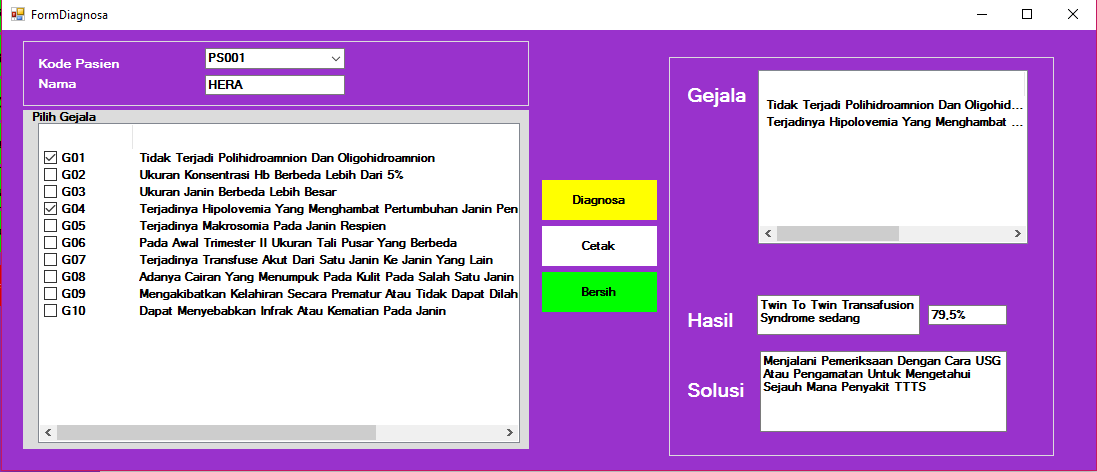 FormDiagnosa
Kode Pasien PS001
Nama HERA
Pilih Gejala
G01 Tidak Terjadi Polihidroamnion Dan Oligohidroamnion
G02 Ukuran Konsentrasi Hb Berbeda Lebih Dari 5%
G03 Ukuran Janin Berbeda Lebih Besar
G04 Terjadinya Hipolovemia Yang Menghambat Pertumbuhan Janin Pen
G05 Terjadinya Makrosomia Pada Janin Respien
G06 Pada Awal Trimester II Ukuran Tali Pusar Yang Berbeda
G07 Terjadinya Transfuse Akut Dari Satu Janin Ke Janin Yang Lain
G08 Adanya Cairan Yang Menumpuk Pada Kulit Pada Salah Satu Janin
G09 Mengakibatkan Kelahiran Secara Prematur Atau Tidak Dapat Dilah
G10 Dapat Menyebabkan Infrak Atau Kematian Pada Janin
Diagnosa
Cetak
Bersih
Gejala
Tidak Terjadi Polihidroamnion Dan Oligohid...
Terjadinya Hipolovemia Yang Menghambat ...
Hasil
Twin To Twin Transafusion
Syndrome sedang
79,5%
Solusi
Menjalani Pemeriksaan Dengan Cara USG
Atau Pengamatan Untuk Mengetahui
Sejauh Mana Penyakit TTTS